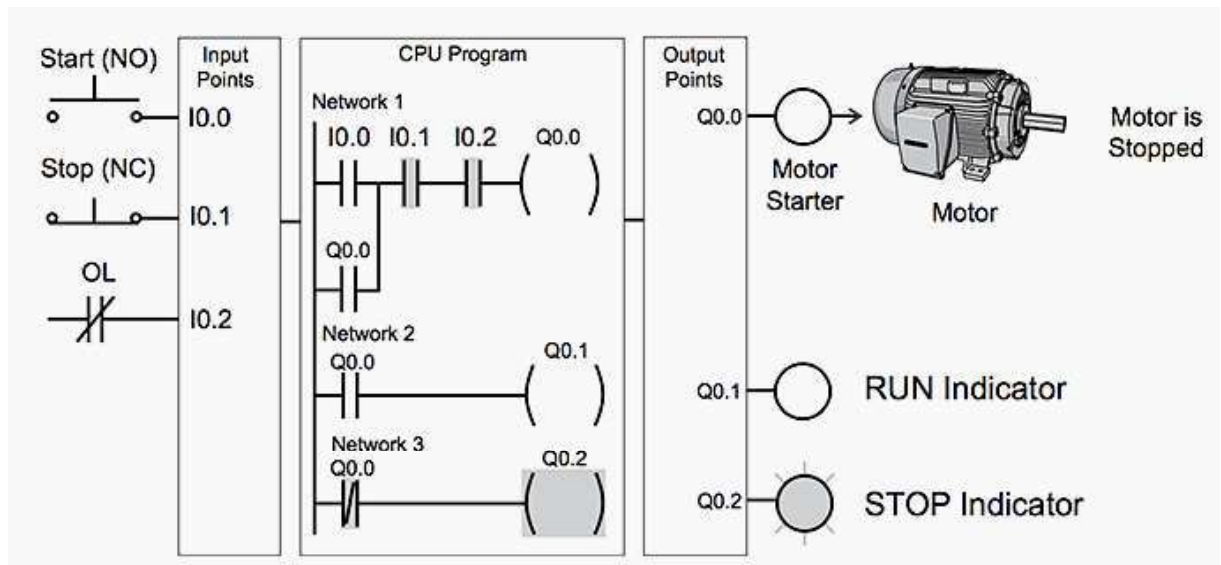 Start (NO)
I0.0
Stop (NC)
I0.1
OL
I0.2
Input
Points
CPU Program
Network 1
I0.0 I0.1 I0.2 Q0.0
Q0.0
Network 2
Q0.0 Q0.1
Network 3
Q0.0 Q0.2
Output
Points
Q0.0
Motor
Starter
Motor
Motor is
Stopped
Q0.1 RUN Indicator
Q0.2 STOP Indicator